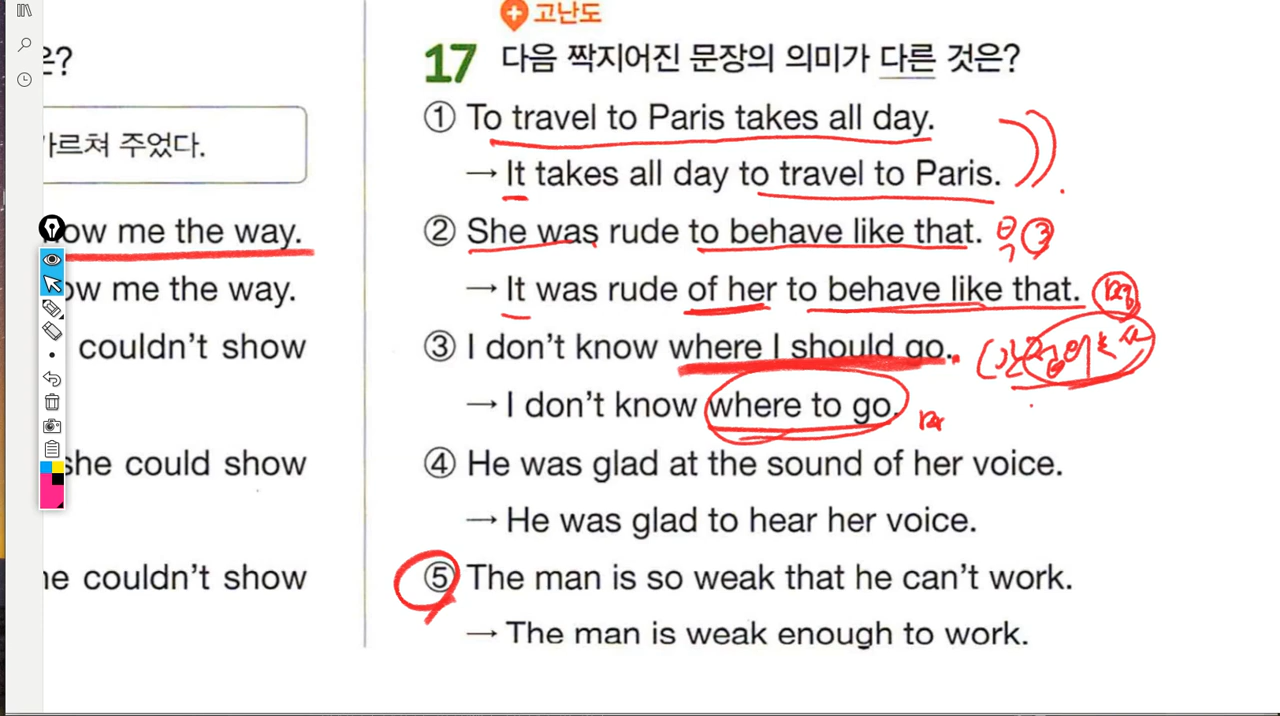 은?
가르쳐 주었다.
now me the way.
ow me the way.
couldn't show
she could show
he couldn't show
고난도
17 다음 짝지어진 문장의 의미가 다른 것은?
① To travel to Paris takes all day.
→ It takes all day to travel to Paris.
② She was rude to behave like that.
→ It was rude of her to behave like that.
③ I don't know where I should go.
→ I don't know where to go.
④ He was glad at the sound of her voice.
→ He was glad to hear her voice.
⑤ The man is so weak that he can't work.
→ The man is weak enough to work.